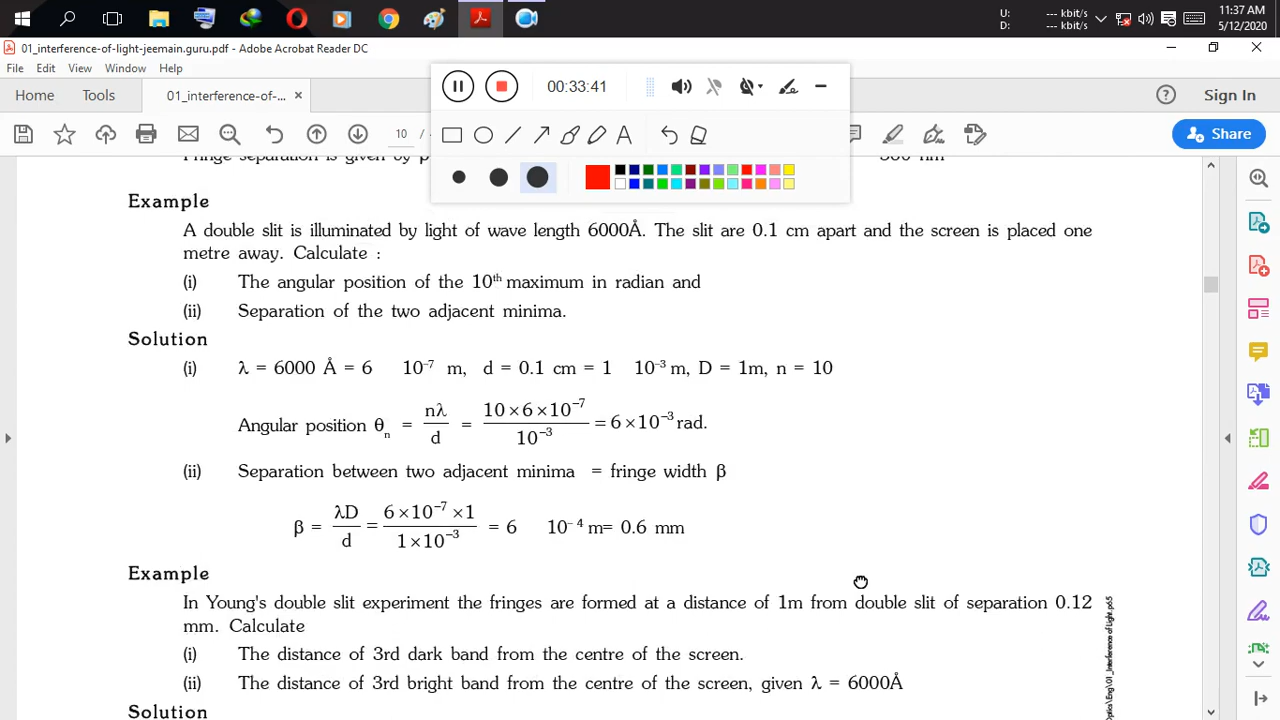 U: --- kbit/s
D: --- kbit/s
11:37 AM
5/12/2020
01_interference-of-light-jeemain.guru.pdf - Adobe Acrobat Reader DC
File Edit View Window Help
Home Tools 01_interference-of-... ×
00:33:41
Sign In
10 /
Share
Fringe separation is given by
Example
A double slit is illuminated by light of wave length 6000Å. The slit are 0.1 cm apart and the screen is placed one
metre away. Calculate :
(i) The angular position of the 10th maximum in radian and
(ii) Separation of the two adjacent minima.
Solution
(i) λ = 6000 Å = 6 10–7 m, d = 0.1 cm = 1 10–3 m, D = 1m, n = 10
Angular position θn = nλ/d = 10×6×10−7/10−3 = 6×10−3 rad.
(ii) Separation between two adjacent minima = fringe width β
β = λD/d = 6×10−7×1/1×10−3 = 6 10– 4 m= 0.6 mm
Example
In Young's double slit experiment the fringes are formed at a distance of 1m from double slit of separation 0.12
mm. Calculate
(i) The distance of 3rd dark band from the centre of the screen.
(ii) The distance of 3rd bright band from the centre of the screen, given λ = 6000Å
Solution